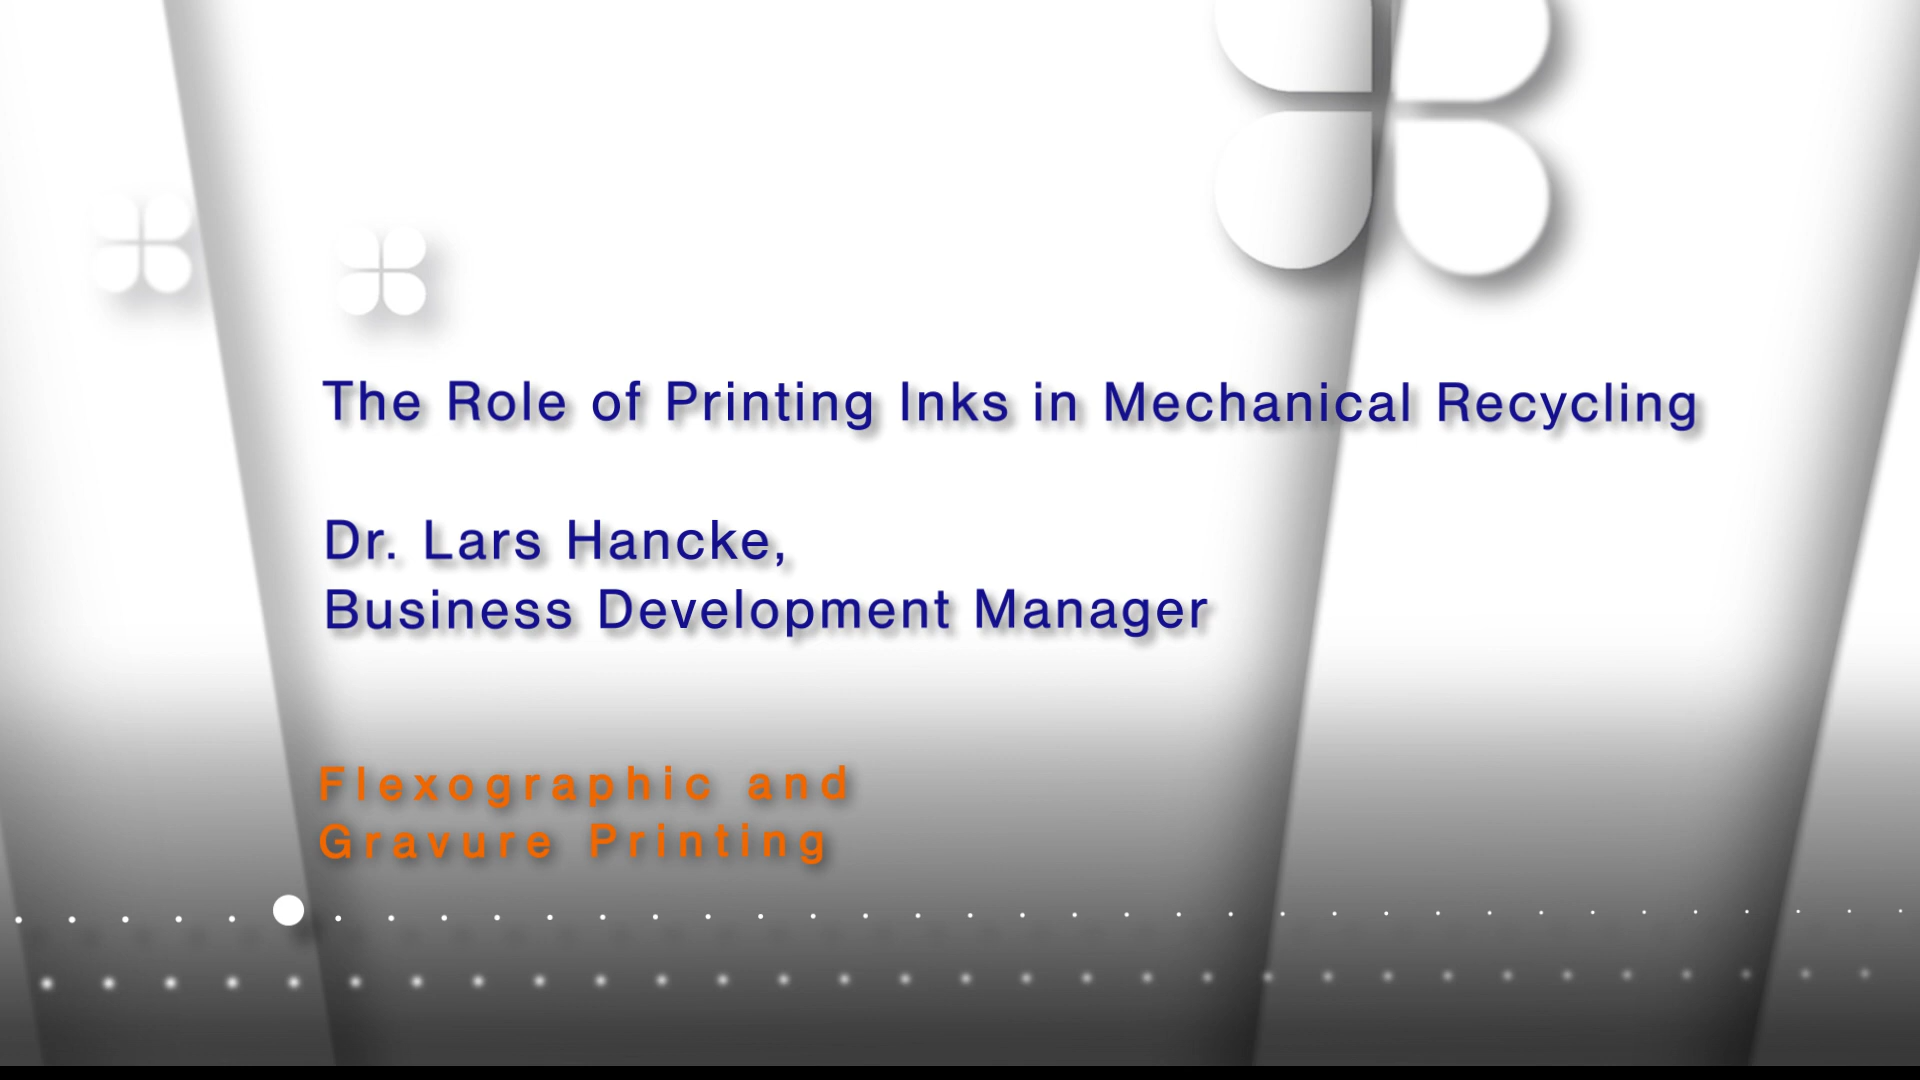 The Role of Printing Inks in Mechanical Recycling
Dr. Lars Hancke,
Business Development Manager
Flexographic and
Gravure Printing